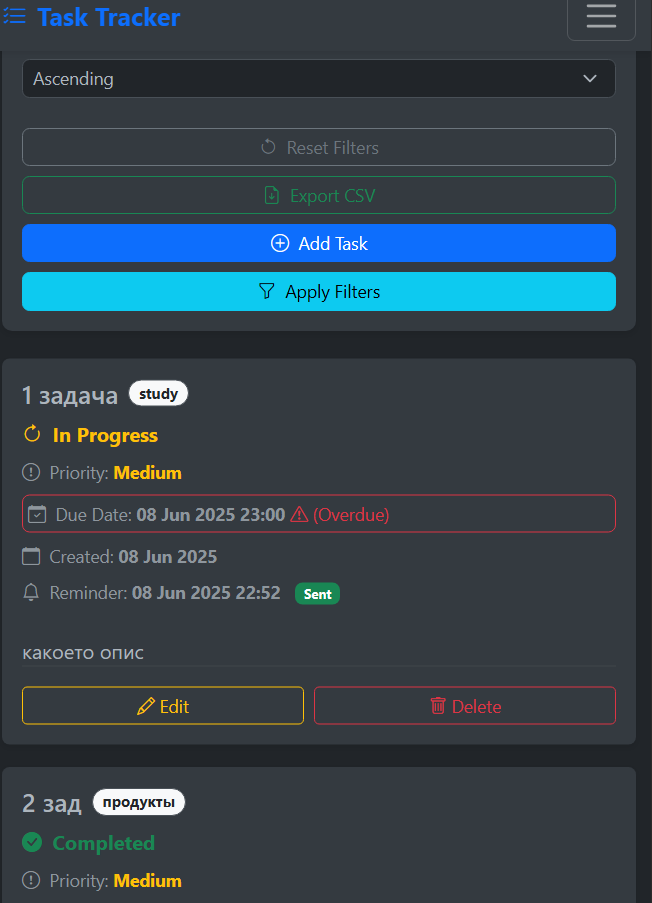 Task Tracker
Ascending
Reset Filters
Export CSV
Add Task
Apply Filters
1 задача study
In Progress
Priority: Medium
Due Date: 08 Jun 2025 23:00 (Overdue)
Created: 08 Jun 2025
Reminder: 08 Jun 2025 22:52 Sent
какоето опис
Edit Delete
2 зад продукты
Completed
Priority: Medium